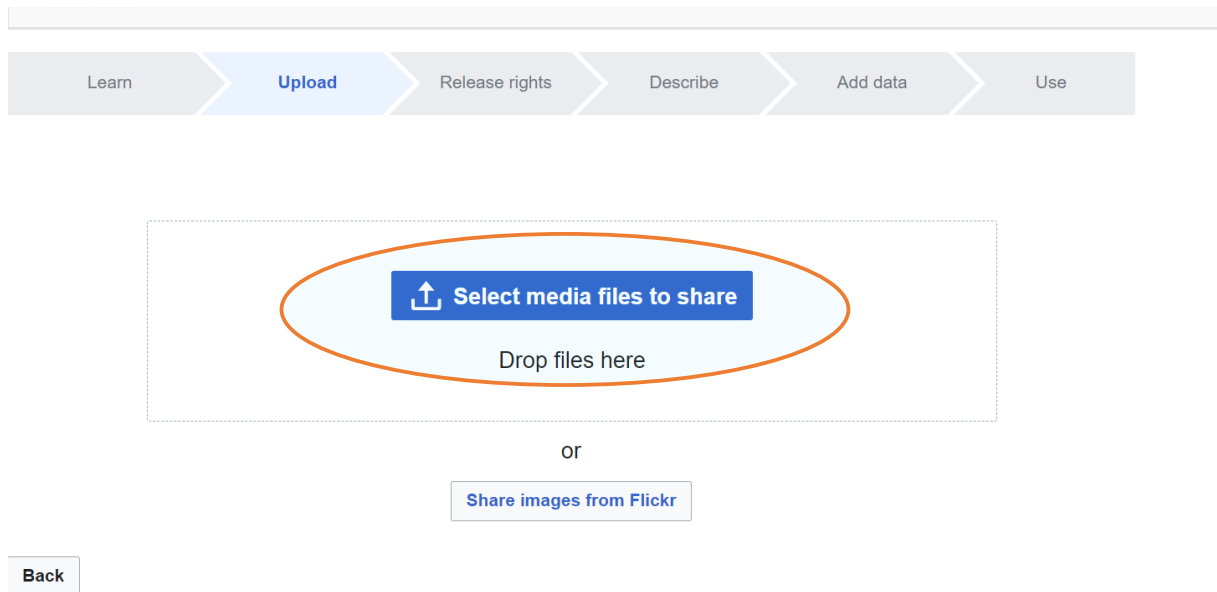 Learn Upload Release rights Describe Add data Use
Select media files to share
Drop files here
or
Share images from Flickr
Back